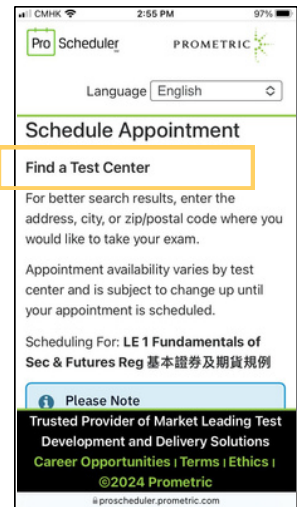 CMHK 2:55 PM 97%
Pro Scheduler PROMETRIC
Language English
Schedule Appointment
Find a Test Center
For better search results, enter the
address, city, or zip/postal code where you
would like to take your exam.
Appointment availability varies by test
center and is subject to change up until
your appointment is scheduled.
Scheduling For: LE 1 Fundamentals of
Sec & Futures Reg 基本證券及期貨規例
Please Note
Trusted Provider of Market Leading Test
Development and Delivery Solutions
Career Opportunities | Terms | Ethics |
©2024 Prometric
proscheduler.prometric.com